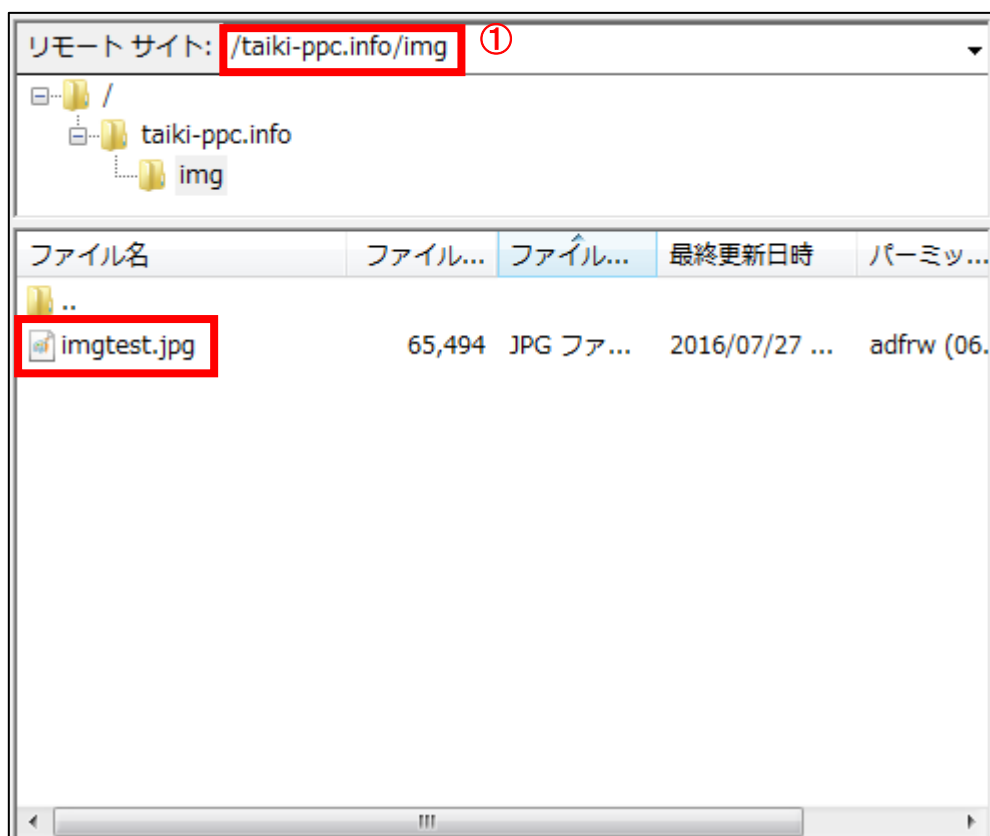 リモート サイト: /taiki-ppc.info/img ①
/
taiki-ppc.info
img
ファイル名 ファイル... ファイル... 最終更新日時 パーミッ...
..
imgtest.jpg 65,494 JPG ファ... 2016/07/27 ... adfrw (06.